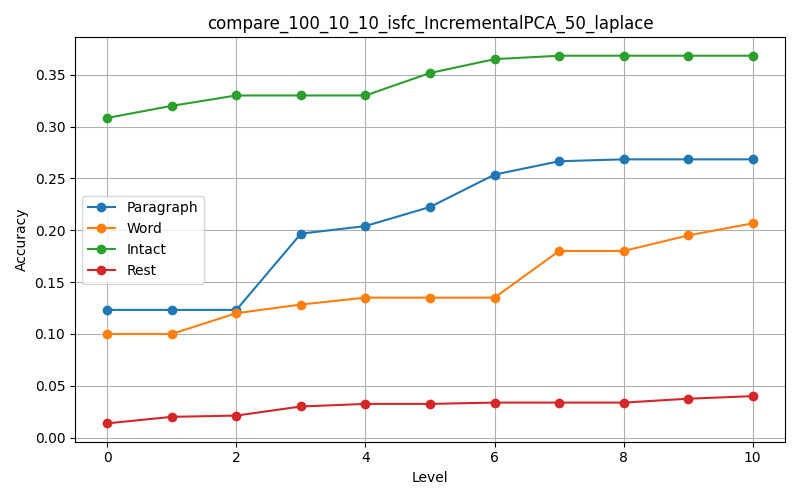 compare_100_10_10_isfc_IncrementalPCA_50_laplace
Accuracy
0.35
0.30
0.25
0.20
0.15
0.10
0.05
0.00
Paragraph
Word
Intact
Rest
0 2 4 6 8 10
Level